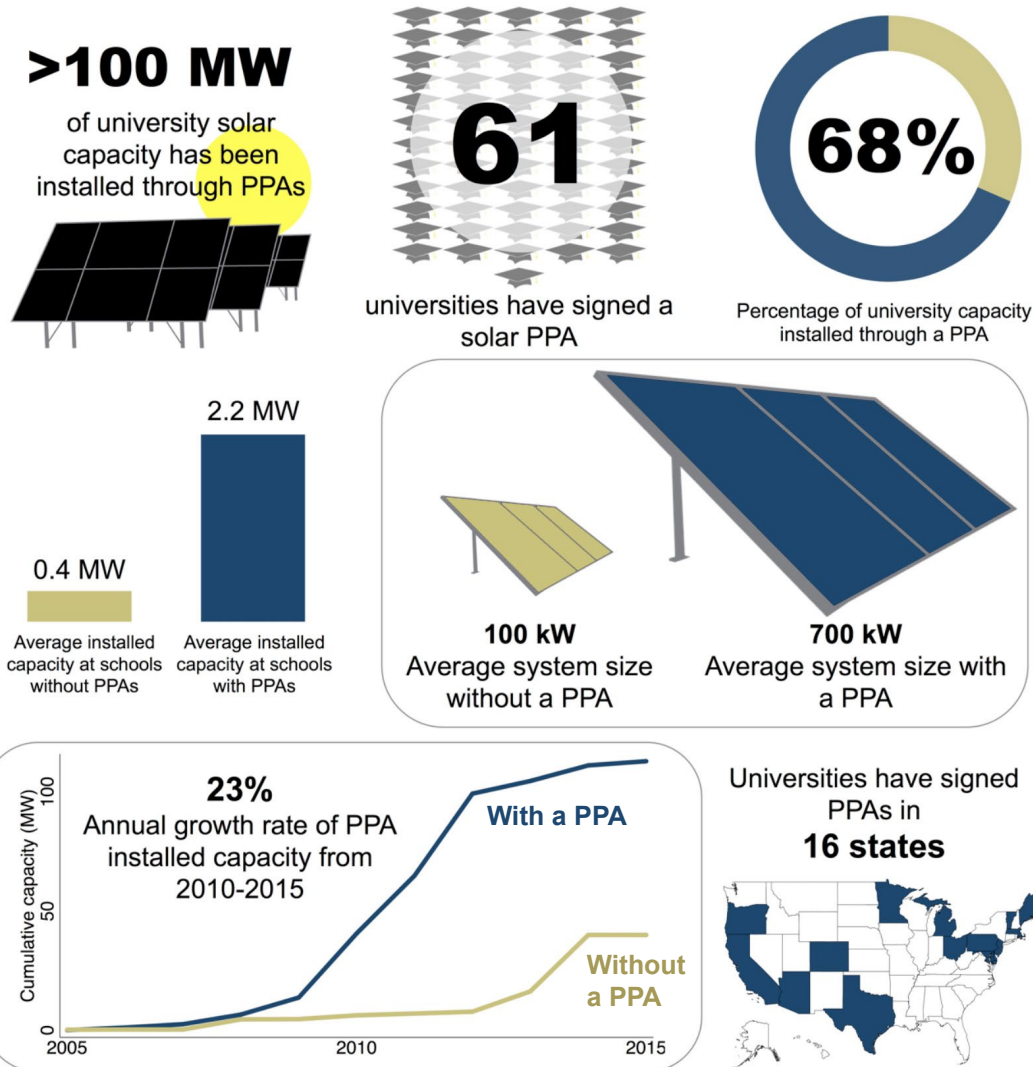 >100 MW
of university solar
capacity has been
installed through PPAs
61
universities have signed a
solar PPA
68%
Percentage of university capacity
installed through a PPA
0.4 MW
Average installed
capacity at schools
without PPAs
2.2 MW
Average installed
capacity at schools
with PPAs
100 kW
Average system size
without a PPA
700 kW
Average system size with
a PPA
Cumulative capacity (MW)
100
50
0
23%
Annual growth rate of PPA
installed capacity from
2010-2015
With a PPA
Without
a PPA
2005
2010
2015
Universities have signed
PPAs in
16 states